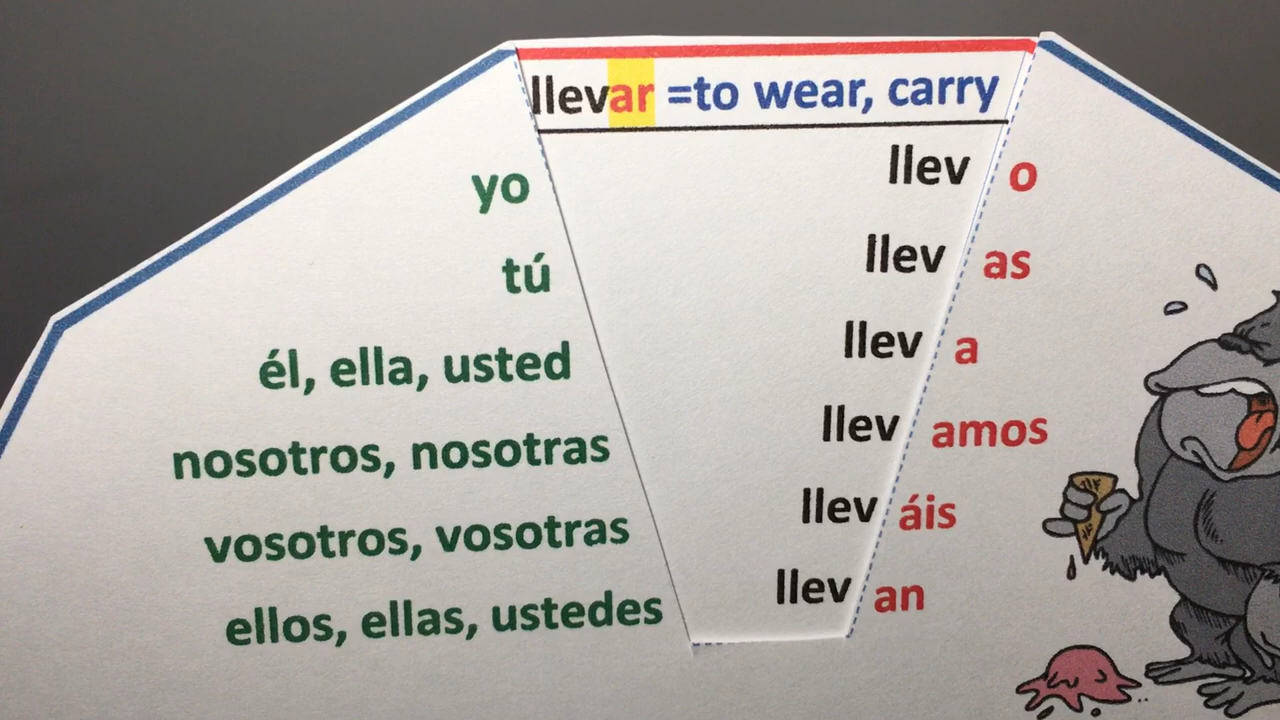 llevar =to wear, carry
yo llev o
tú llev as
él, ella, usted llev a
nosotros, nosotras llev amos
vosotros, vosotras llev áis
ellos, ellas, ustedes llev an